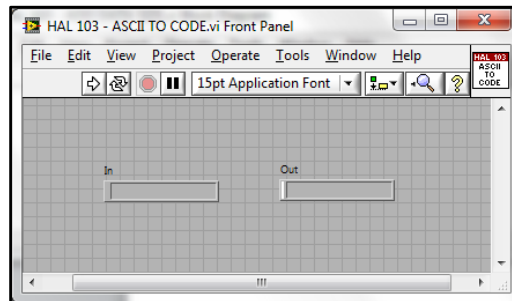 HAL 103 - ASCII TO CODE.vi Front Panel
File Edit View Project Operate Tools Window Help
15pt Application Font
HAL 103
ASCII
TO
CODE
In
Out